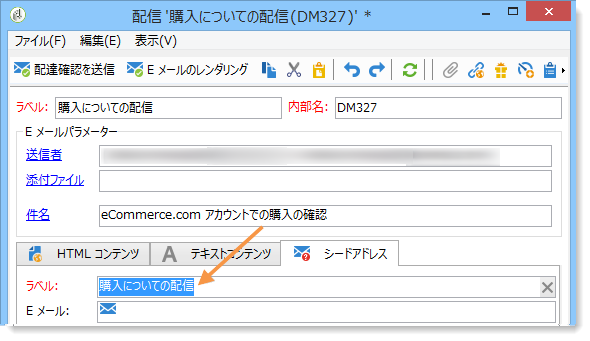 配信 '購入についての配信(DM327)' *
ファイル(F) 編集(E) 表示(V)
配達確認を送信 E メールのレンダリング
ラベル: 購入についての配信 内部名: DM327
E メールパラメーター
送信者
添付ファイル
件名 eCommerce.com アカウントでの購入の確認
HTML コンテンツ テキストコンテンツ シードアドレス
ラベル: 購入についての配信
E メール: